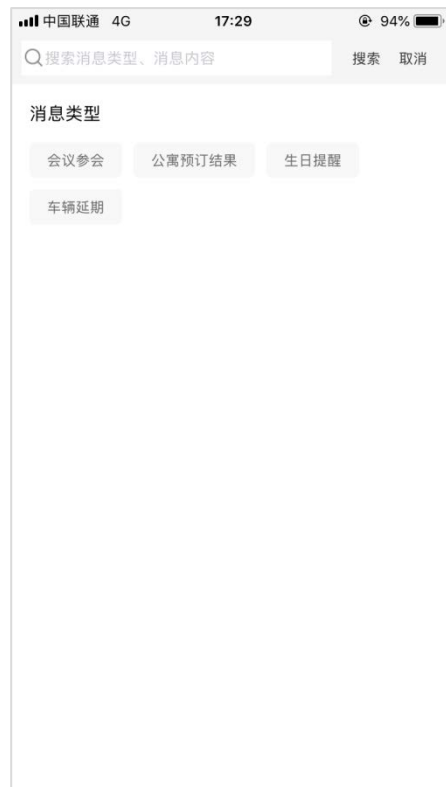 中国联通 4G 17:29 94%
搜索消息类型、消息内容 搜索 取消
消息类型
会议参会 公寓预订结果 生日提醒
车辆延期